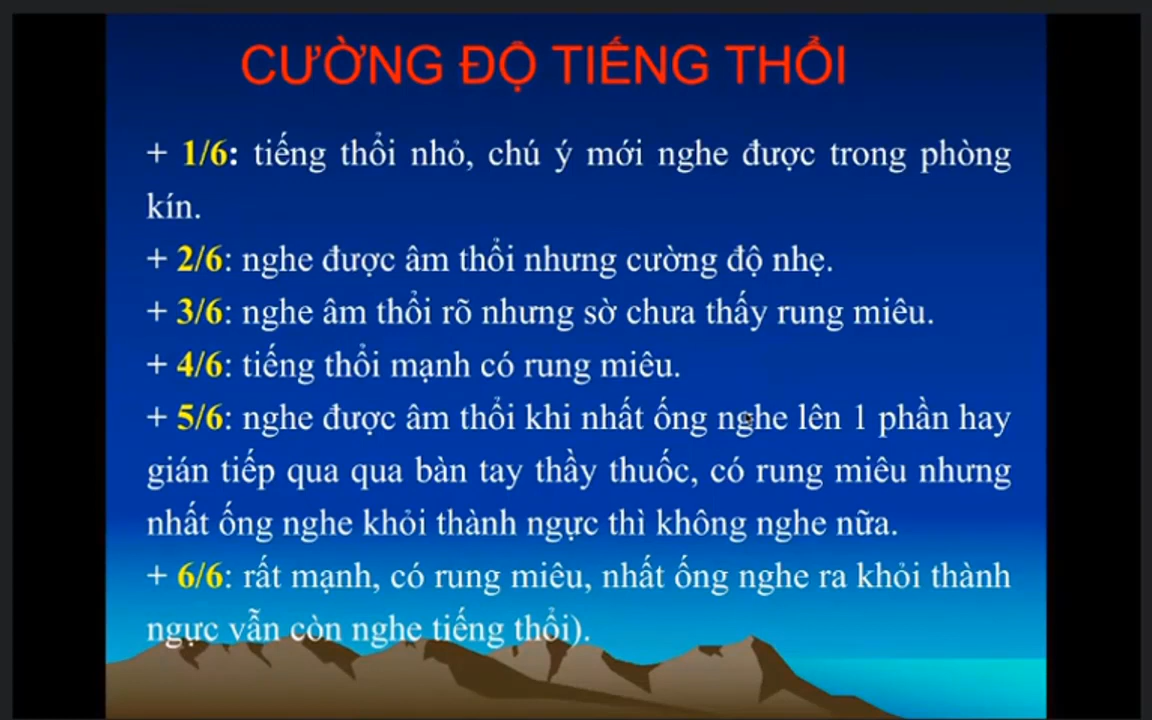 CƯỜNG ĐỘ TIẾNG THỔI
+ 1/6: tiếng thổi nhỏ, chú ý mới nghe được trong phòng
kín.
+ 2/6: nghe được âm thổi nhưng cường độ nhẹ.
+ 3/6: nghe âm thổi rõ nhưng sờ chưa thấy rung miêu.
+ 4/6: tiếng thổi mạnh có rung miêu.
+ 5/6: nghe được âm thổi khi nhất ống nghe lên 1 phần hay
gián tiếp qua qua bàn tay thầy thuốc, có rung miêu nhưng
nhất ống nghe khỏi thành ngực thì không nghe nữa.
+ 6/6: rất mạnh, có rung miêu, nhất ống nghe ra khỏi thành
ngực vẫn còn nghe tiếng thổi).